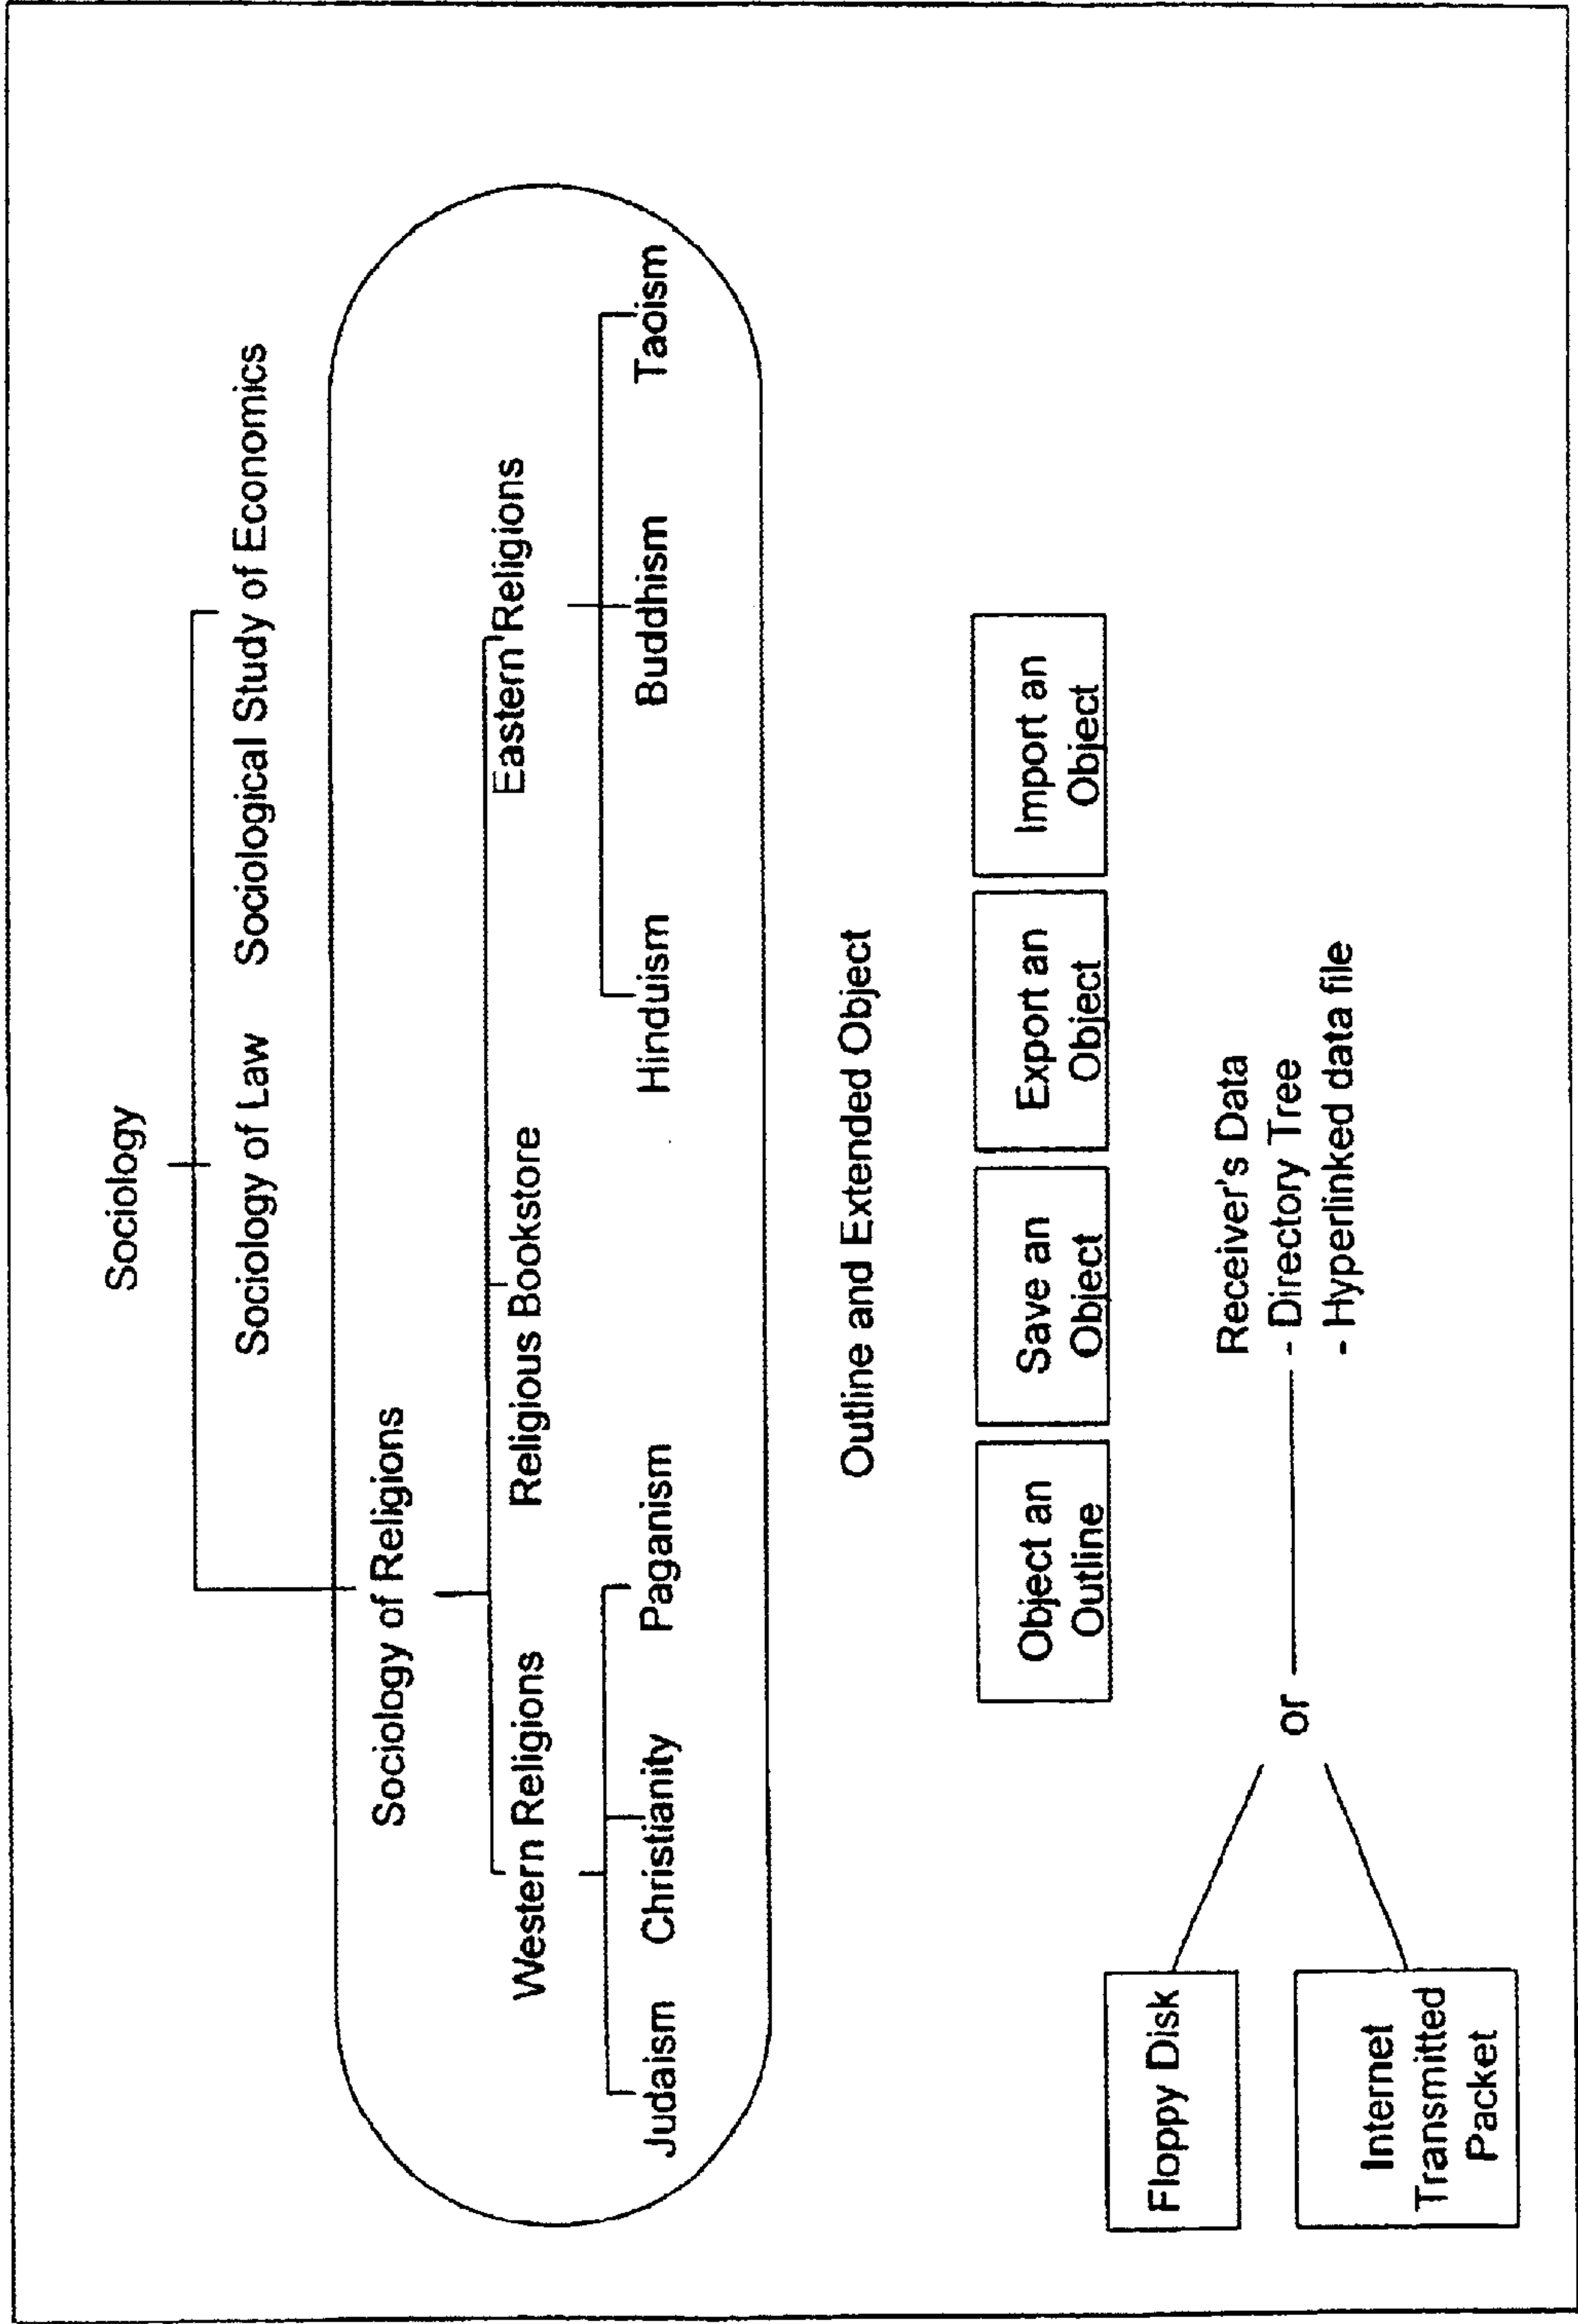 Sociology
Sociology of Law
Sociological Study of Economics
Sociology of Religions
Western Religions
Religious Bookstore
Eastern Religions
Judaism
Christianity
Paganism
Hinduism
Buddhism
Taoism
Outline and Extended Object
Object an
Outline
Save an
Object
Export an
Object
Import an
Object
Floppy Disk
Internet
Transmitted
Packet
or
Receiver's Data
- Directory Tree
- Hyperlinked data file